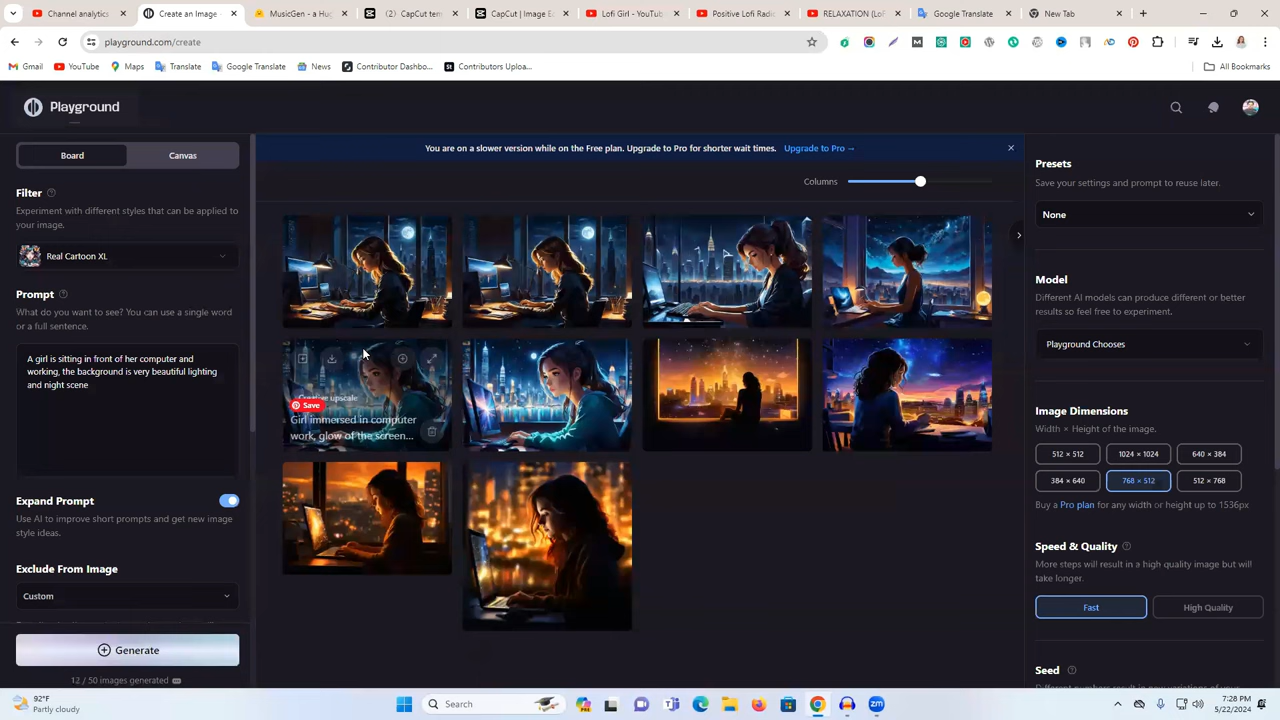 YouTube channel analytics
Create an Image
MusicGen - a Hug
(2) CapCut
CapCut | Image Ed
Lofi Girl - YouTube
Positive Lofi Radio
RELAXATION (LoFi
Google Translate
New Tab
playground.com/create
Gmail
YouTube
Maps
Translate
Google Translate
News
Contributor Dashbo...
Contributors Uploa...
All Bookmarks
Playground
Board
Canvas
You are on a slower version while on the Free plan. Upgrade to Pro for shorter wait times. Upgrade to Pro →
Columns
Filter
Experiment with different styles that can be applied to
your image.
Real Cartoon XL
Prompt
What do you want to see? You can use a single word
or a full sentence.
A girl is sitting in front of her computer and
working, the background is very beautiful lighting
and night scene
Expand Prompt
Use AI to improve short prompts and get new image
style ideas.
Exclude From Image
Custom
Generate
12 / 50 images generated
Creative upscale
Save
Girl immersed in computer
work, glow of the screen...
Presets
Save your settings and prompt to reuse later.
None
Model
Different AI models can produce different or better
results so feel free to experiment.
Playground Chooses
Image Dimensions
Width × Height of the image.
512 × 512
1024 × 1024
640 × 384
384 × 640
768 × 512
512 × 768
Buy a Pro plan for any width or height up to 1536px
Speed & Quality
More steps will result in a high quality image but will
take longer.
Fast
High Quality
Seed
92°F
Partly cloudy
Search
7:28 PM
5/22/2024